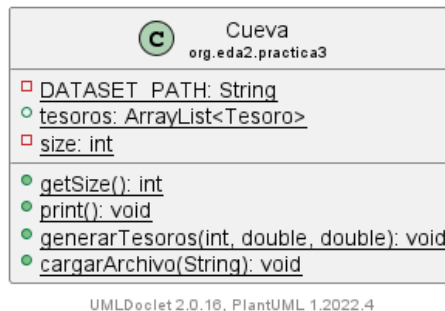 C
Cueva
org.eda2.practica3
DATASET_PATH: String
tesoros: ArrayList<Tesoro>
size: int
getSize(): int
print(): void
generarTesoros(int, double, double): void
cargarArchivo(String): void
UMLDoclet 2.0.16, PlantUML 1.2022.4